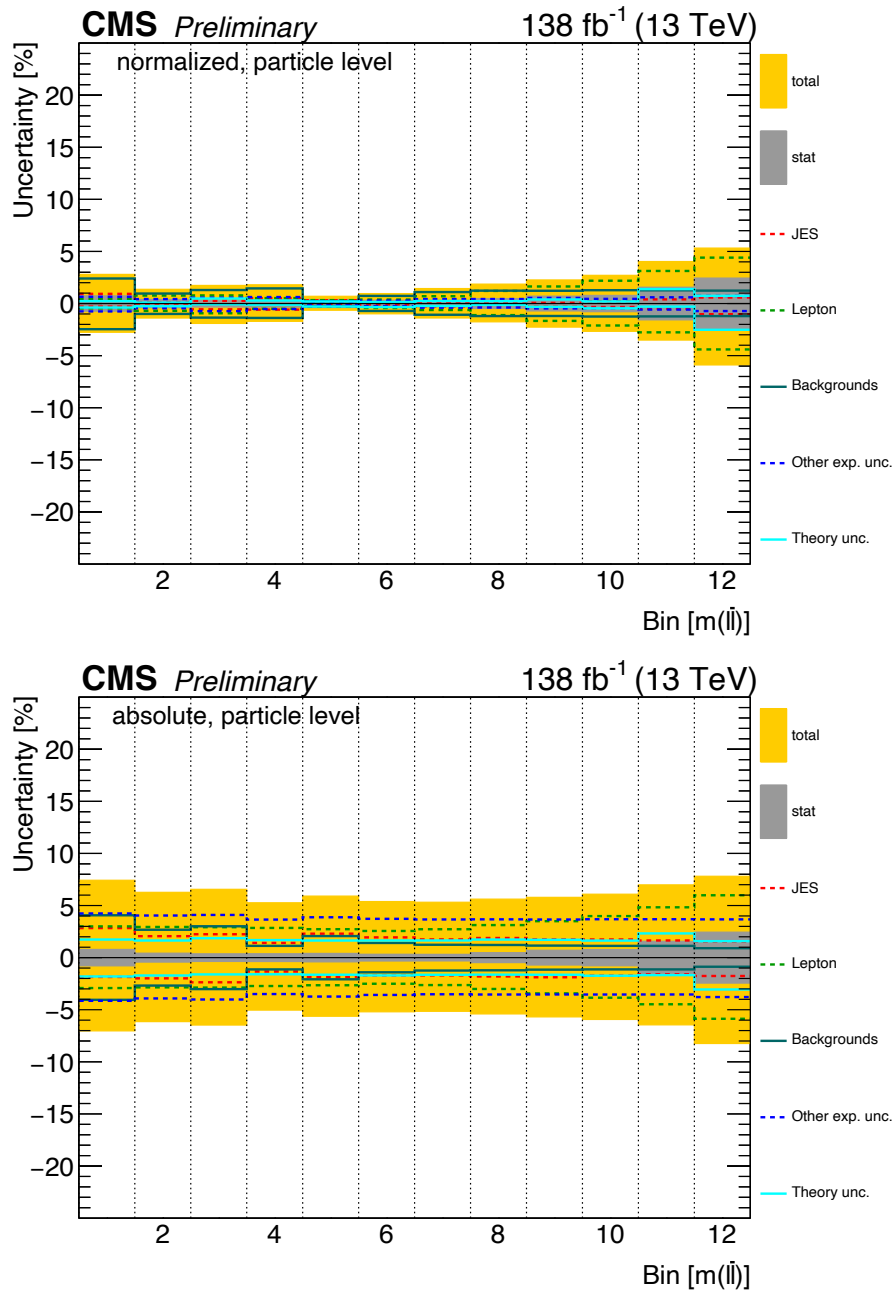 CMS Preliminary 138 fb⁻¹ (13 TeV)
normalized, particle level
Uncertainty [%]
20
15
10
5
0
−5
−10
−15
−20
2 4 6 8 10 12
Bin [m(ll̄)]
total
stat
JES
Lepton
Backgrounds
Other exp. unc.
Theory unc.
CMS Preliminary 138 fb⁻¹ (13 TeV)
absolute, particle level
Uncertainty [%]
20
15
10
5
0
−5
−10
−15
−20
2 4 6 8 10 12
Bin [m(ll̄)]
total
stat
JES
Lepton
Backgrounds
Other exp. unc.
Theory unc.